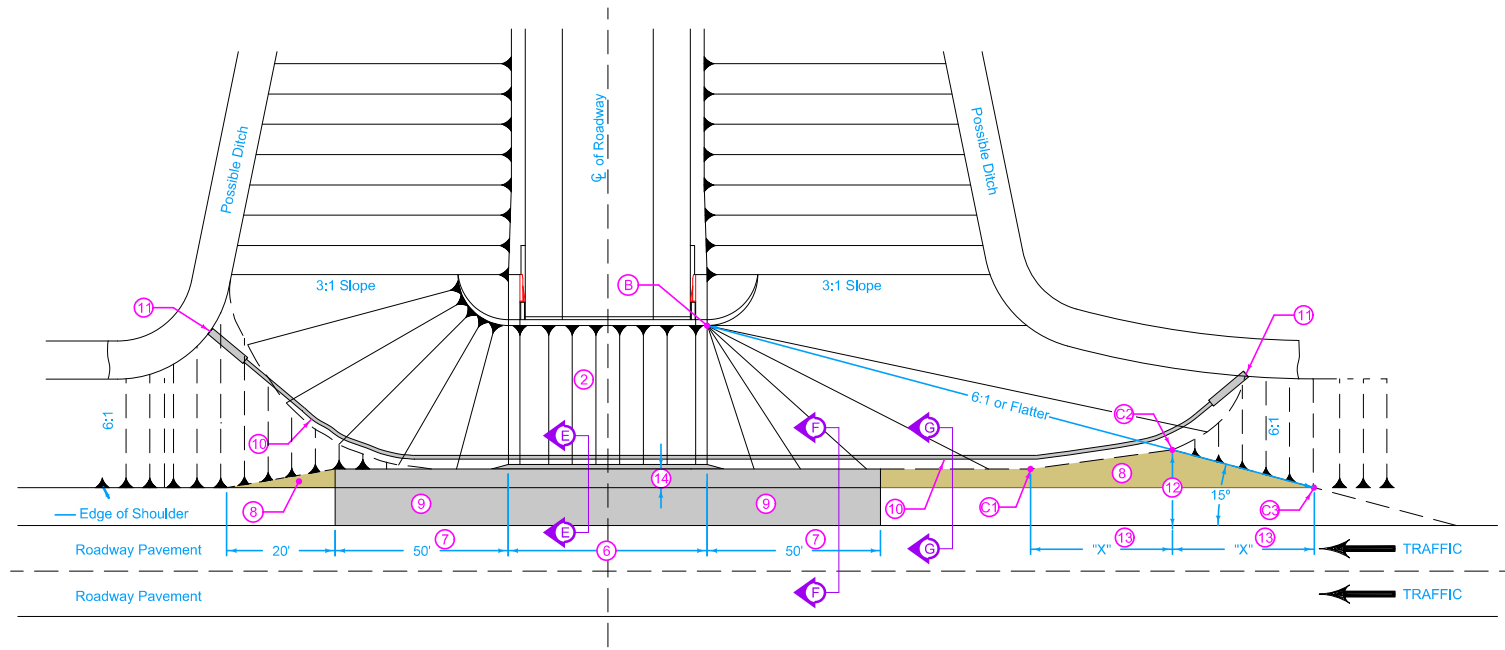 Possible Ditch
℄ of Roadway
Possible Ditch
3:1 Slope
B
3:1 Slope
11
11
2
6:1 or Flatter
C2
6:1
10
E
F
G
6:1
14
8
12
C1
C3
8
9
9
10
15º
Edge of Shoulder
E
Roadway Pavement
20'
50'
7
6
50'
7
G
"X"
13
"X"
13
TRAFFIC
Roadway Pavement
F
TRAFFIC